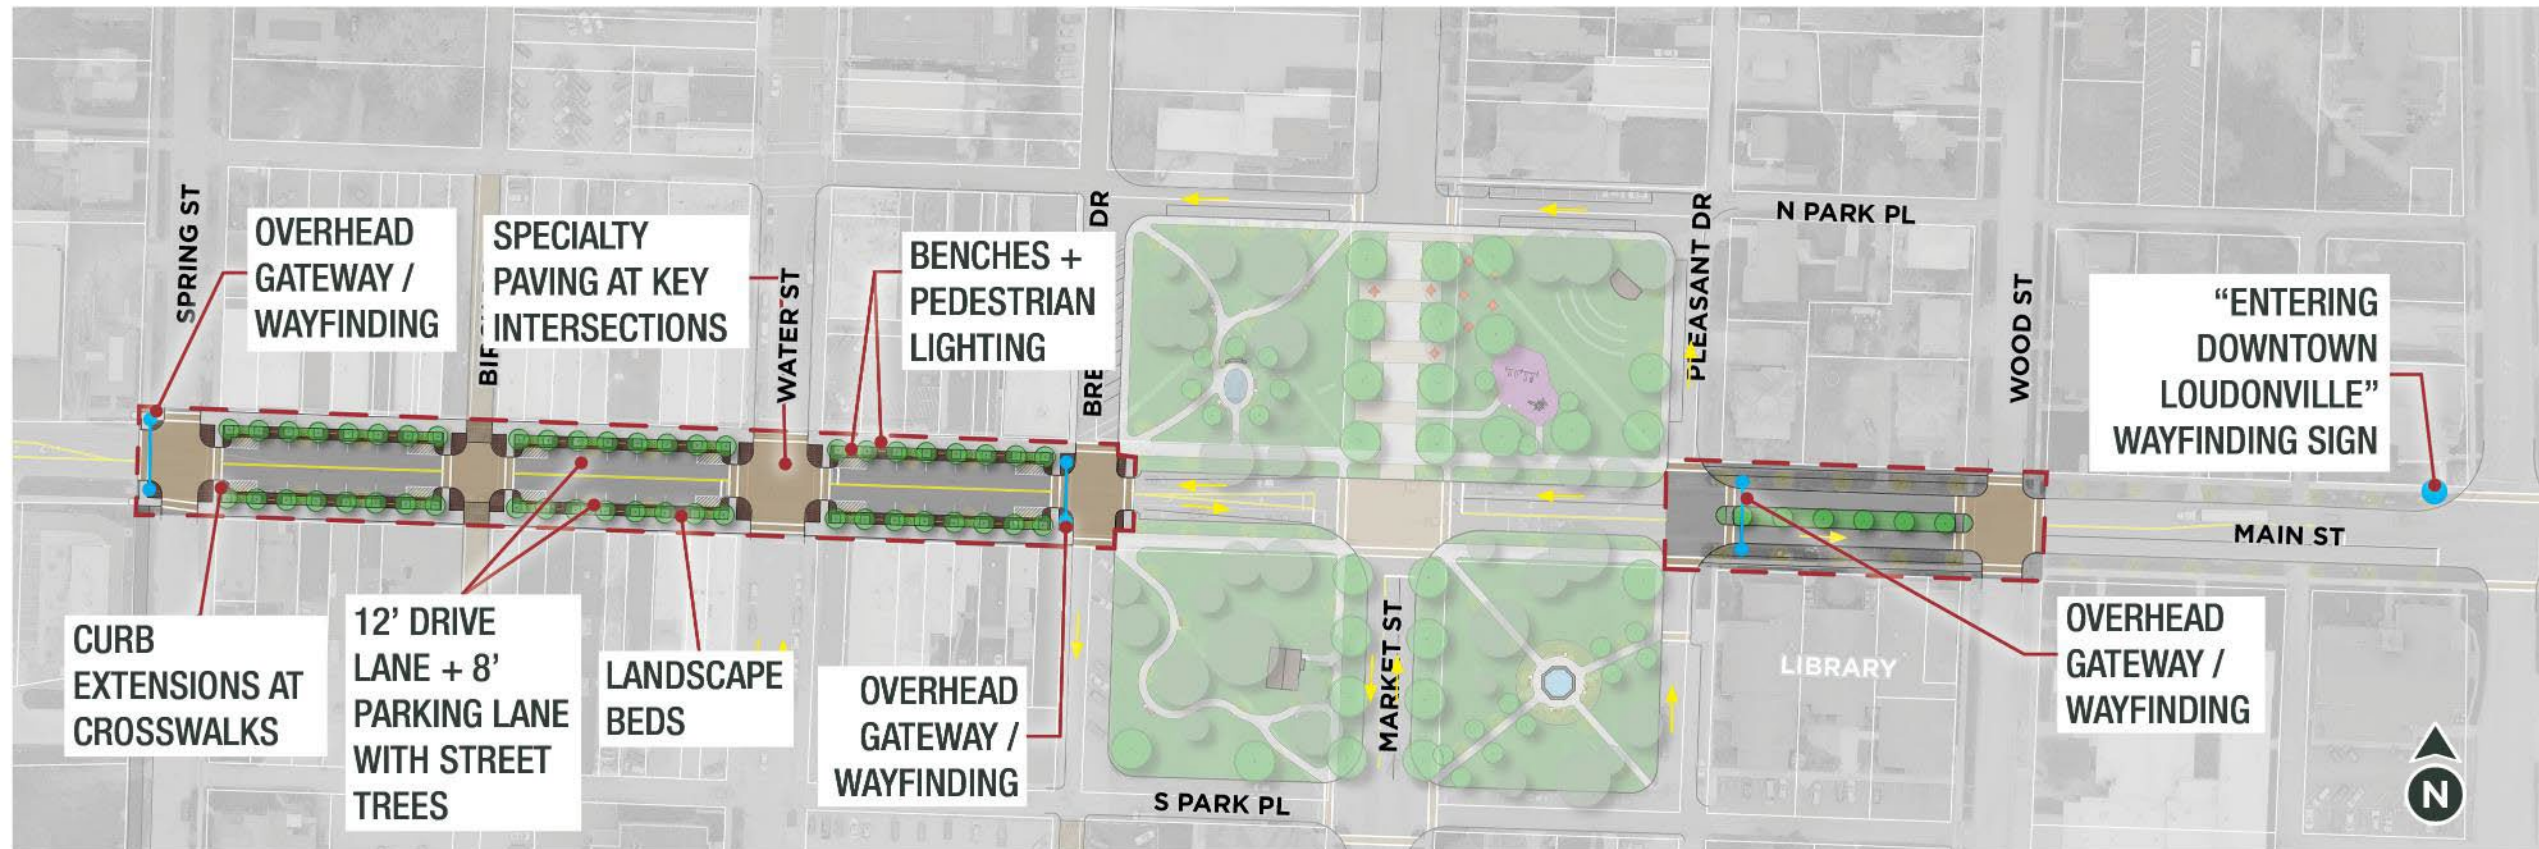 SPRING ST
OVERHEAD
GATEWAY /
WAYFINDING
SPECIALTY
PAVING AT KEY
INTERSECTIONS
WATER ST
BENCHES +
PEDESTRIAN
LIGHTING
DR
PLEASANT DR
N PARK PL
WOOD ST
“ENTERING
DOWNTOWN
LOUDONVILLE”
WAYFINDING SIGN
MAIN ST
CURB
EXTENSIONS AT
CROSSWALKS
12’ DRIVE
LANE + 8’
PARKING LANE
WITH STREET
TREES
LANDSCAPE
BEDS
OVERHEAD
GATEWAY /
WAYFINDING
S PARK PL
MARKET ST
LIBRARY
OVERHEAD
GATEWAY /
WAYFINDING
N